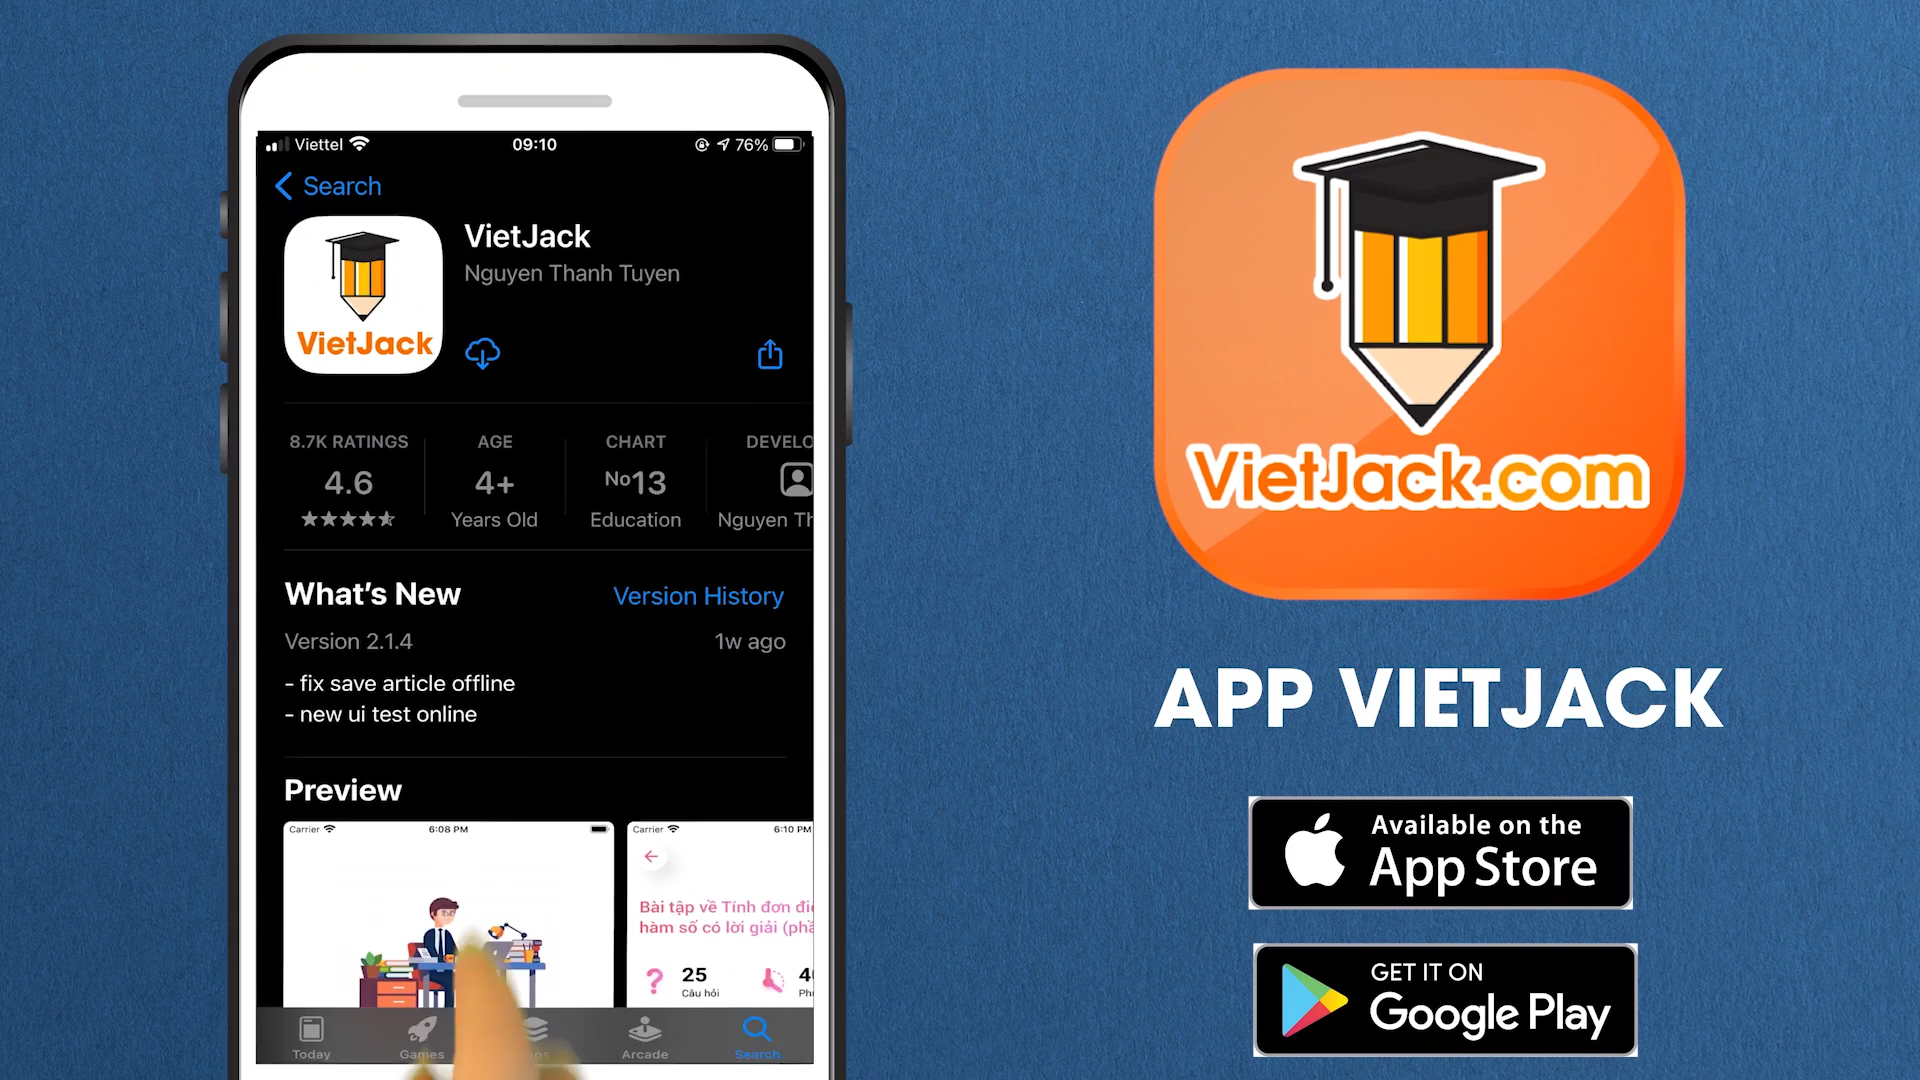 Viettel 09:10 76%
Search
VietJack
Nguyen Thanh Tuyen
VietJack
8.7K RATINGS AGE CHART DEVELO
4.6 4+ No13
Years Old Education Nguyen Th
What's New Version History
Version 2.1.4 1w ago
- fix save article offline
- new ui test online
Preview
Carrier 6:08 PM Carrier 6:10 PM
Bài tập về Tính đơn đi
hàm số có lời giải (phầ
25
Câu hỏi
Today Games Arcade Search
VietJack.com
APP VIETJACK
Available on the
App Store
GET IT ON
Google Play